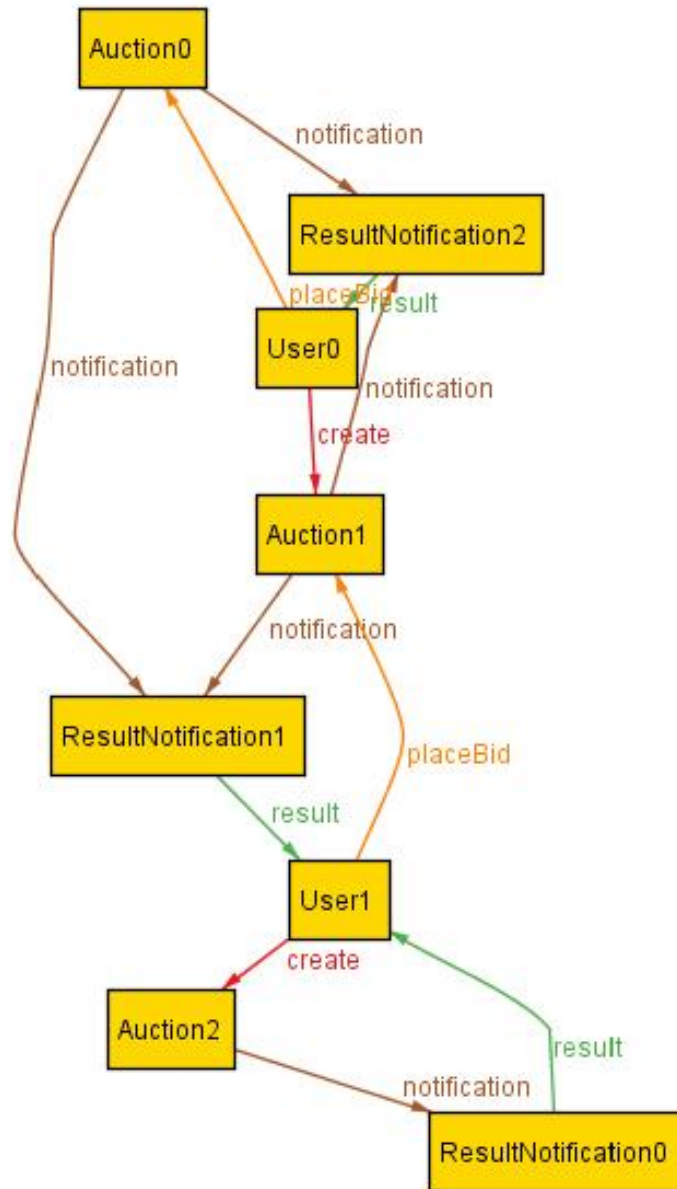 Auction0
notification
ResultNotification2
placeBid
result
User0
notification
notification
create
Auction1
notification
ResultNotification1
placeBid
result
User1
create
Auction2
result
notification
ResultNotification0